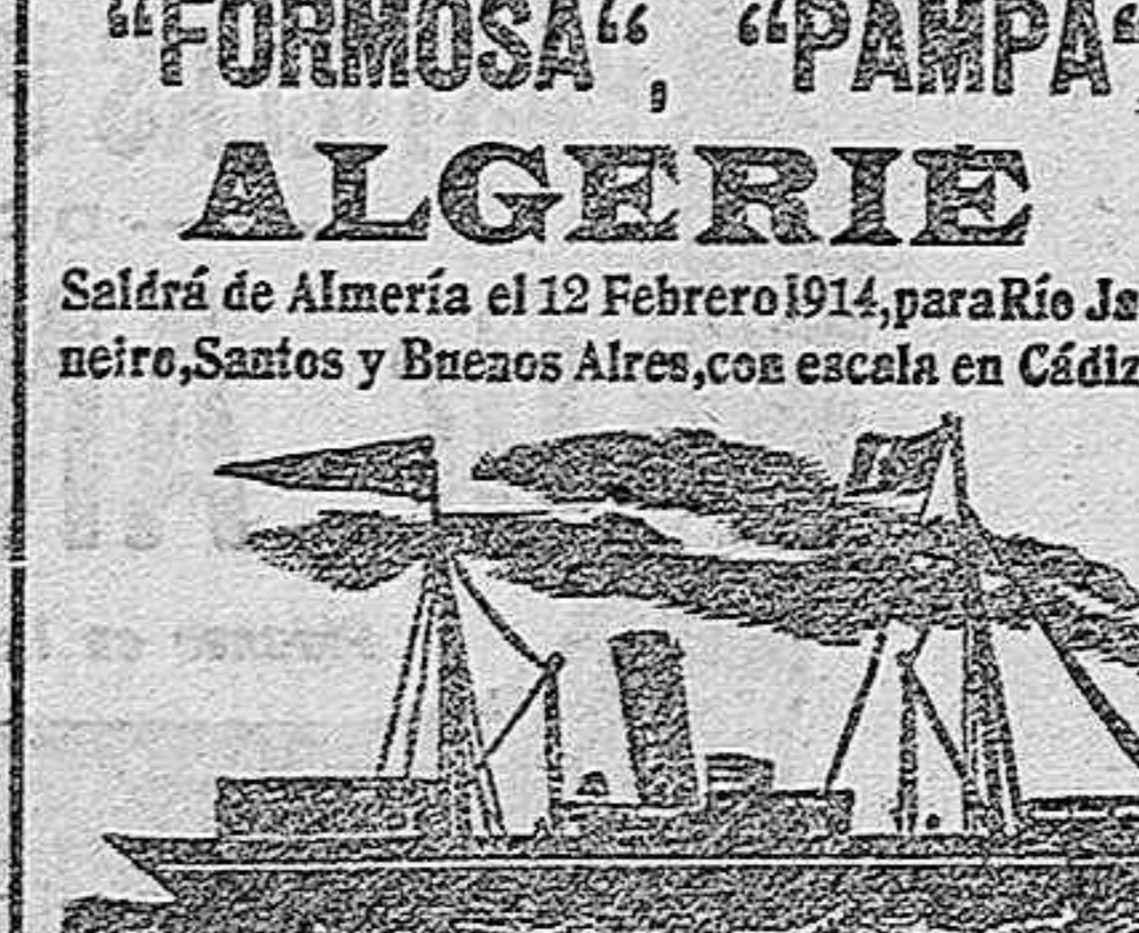 “FORMOSA“, “PAMPA“,
ALGERIE
Saldrá de Almería el 12 Febrero 1914, para Río Ja
neiro, Santos y Buenos Aires, con escala en Cádiz